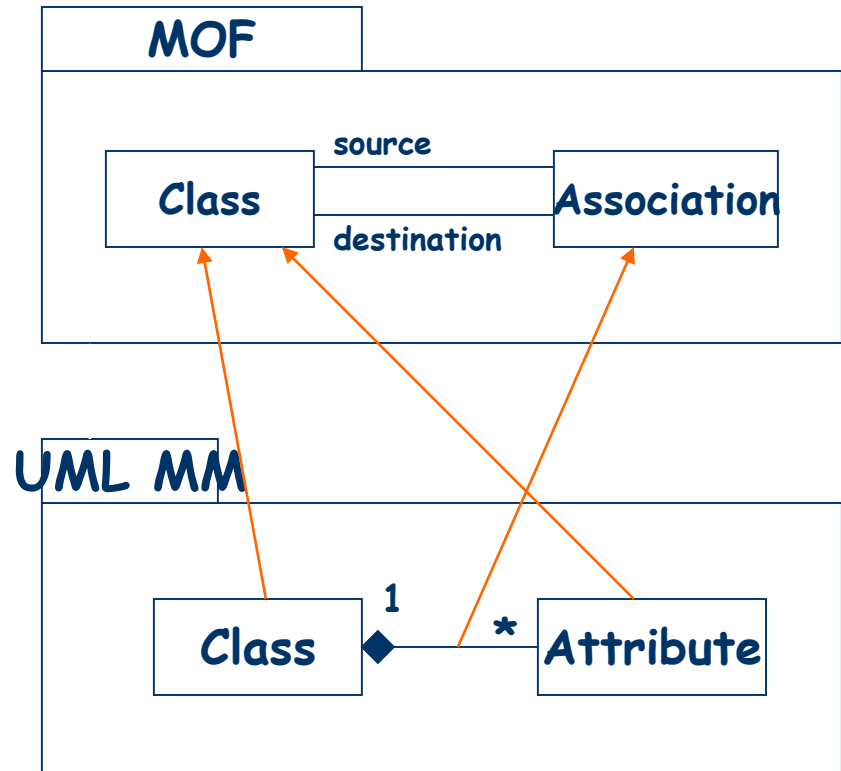 MOF
source
Class
Association
destination
UML MM
1
*
Class
Attribute